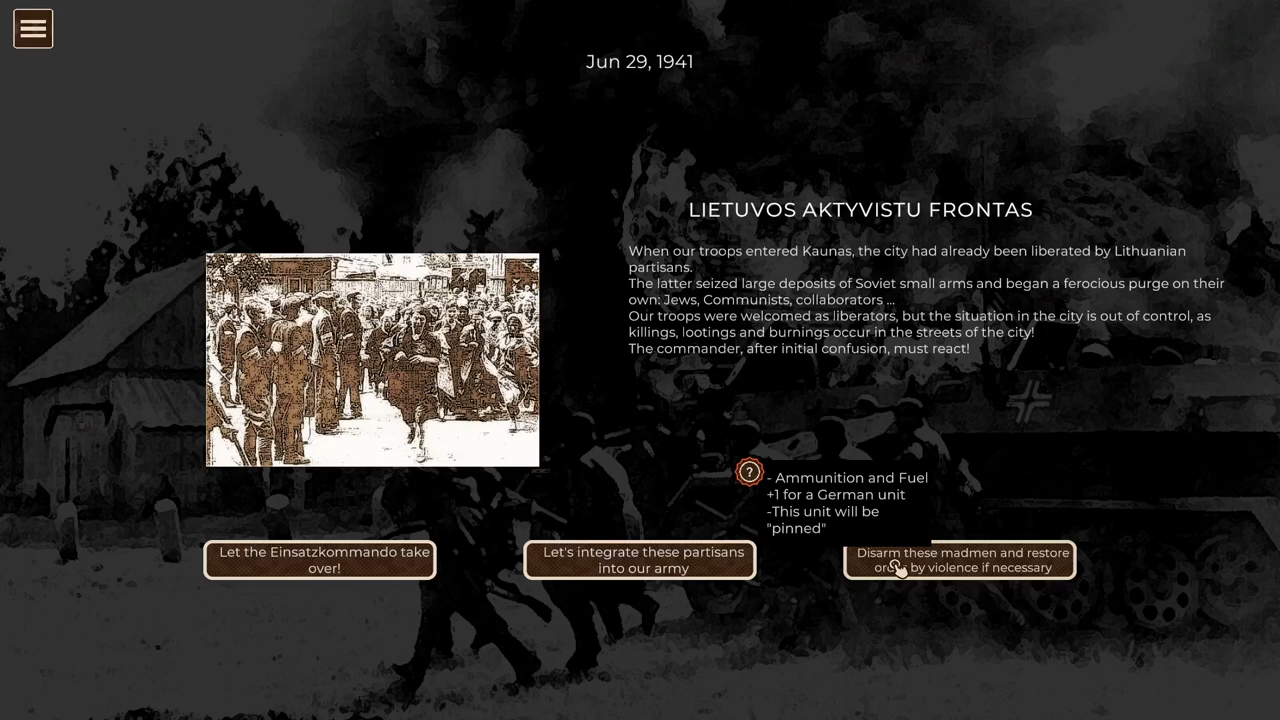 Jun 29, 1941
LIETUVOS AKTYVISTU FRONTAS
When our troops entered Kaunas, the city had already been liberated by Lithuanian
partisans.
The latter seized large deposits of Soviet small arms and began a ferocious purge on their
own: Jews, Communists, collaborators ...
Our troops were welcomed as liberators, but the situation in the city is out of control, as
killings, lootings and burnings occur in the streets of the city!
The commander, after initial confusion, must react!
?
- Ammunition and Fuel
+1 for a German unit
-This unit will be
"pinned"
Let the Einsatzkommando take
over!
Let's integrate these partisans
into our army
Disarm these madmen and restore
by violence if necessary